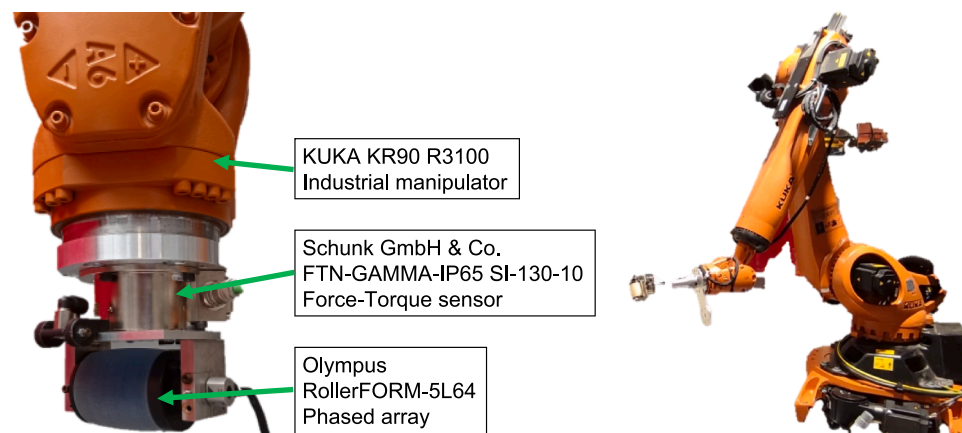 A6
+
-
KUKA KR90 R3100
Industrial manipulator
Schunk GmbH & Co.
FTN-GAMMA-IP65 SI-130-10
Force-Torque sensor
Olympus
RollerFORM-5L64
Phased array
KUKA
KUKA